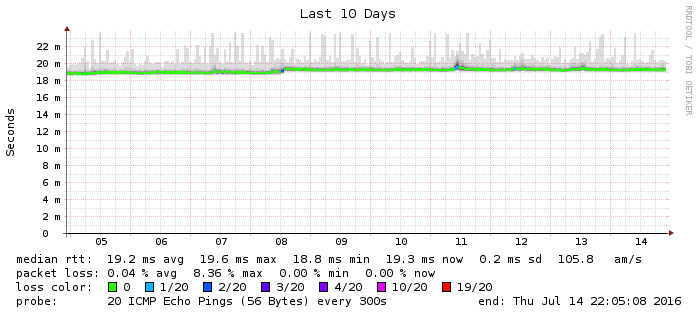 Last 10 Days
RRDTOOL / TOBI OETIKER
Seconds
22 m
20 m
18 m
16 m
14 m
12 m
10 m
8 m
6 m
4 m
2 m
0
05 06 07 08 09 10 11 12 13 14
median rtt: 19.2 ms avg 19.6 ms max 18.8 ms min 19.3 ms now 0.2 ms sd 105.8 am/s
packet loss: 0.04 % avg 8.36 % max 0.00 % min 0.00 % now
loss color: 0 1/20 2/20 3/20 4/20 10/20 19/20
probe: 20 ICMP Echo Pings (56 Bytes) every 300s end: Thu Jul 14 22:05:08 2016